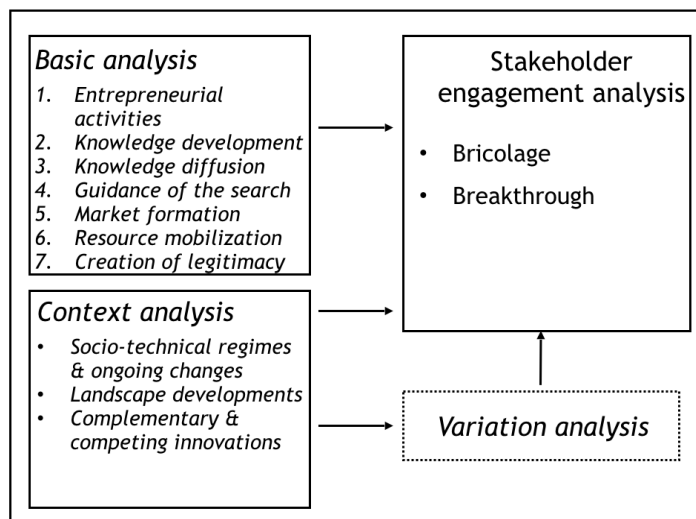 Basic analysis
1. Entrepreneurial
activities
2. Knowledge development
3. Knowledge diffusion
4. Guidance of the search
5. Market formation
6. Resource mobilization
7. Creation of legitimacy
Context analysis
• Socio-technical regimes
& ongoing changes
• Landscape developments
• Complementary &
competing innovations
Stakeholder
engagement analysis
• Bricolage
• Breakthrough
Variation analysis